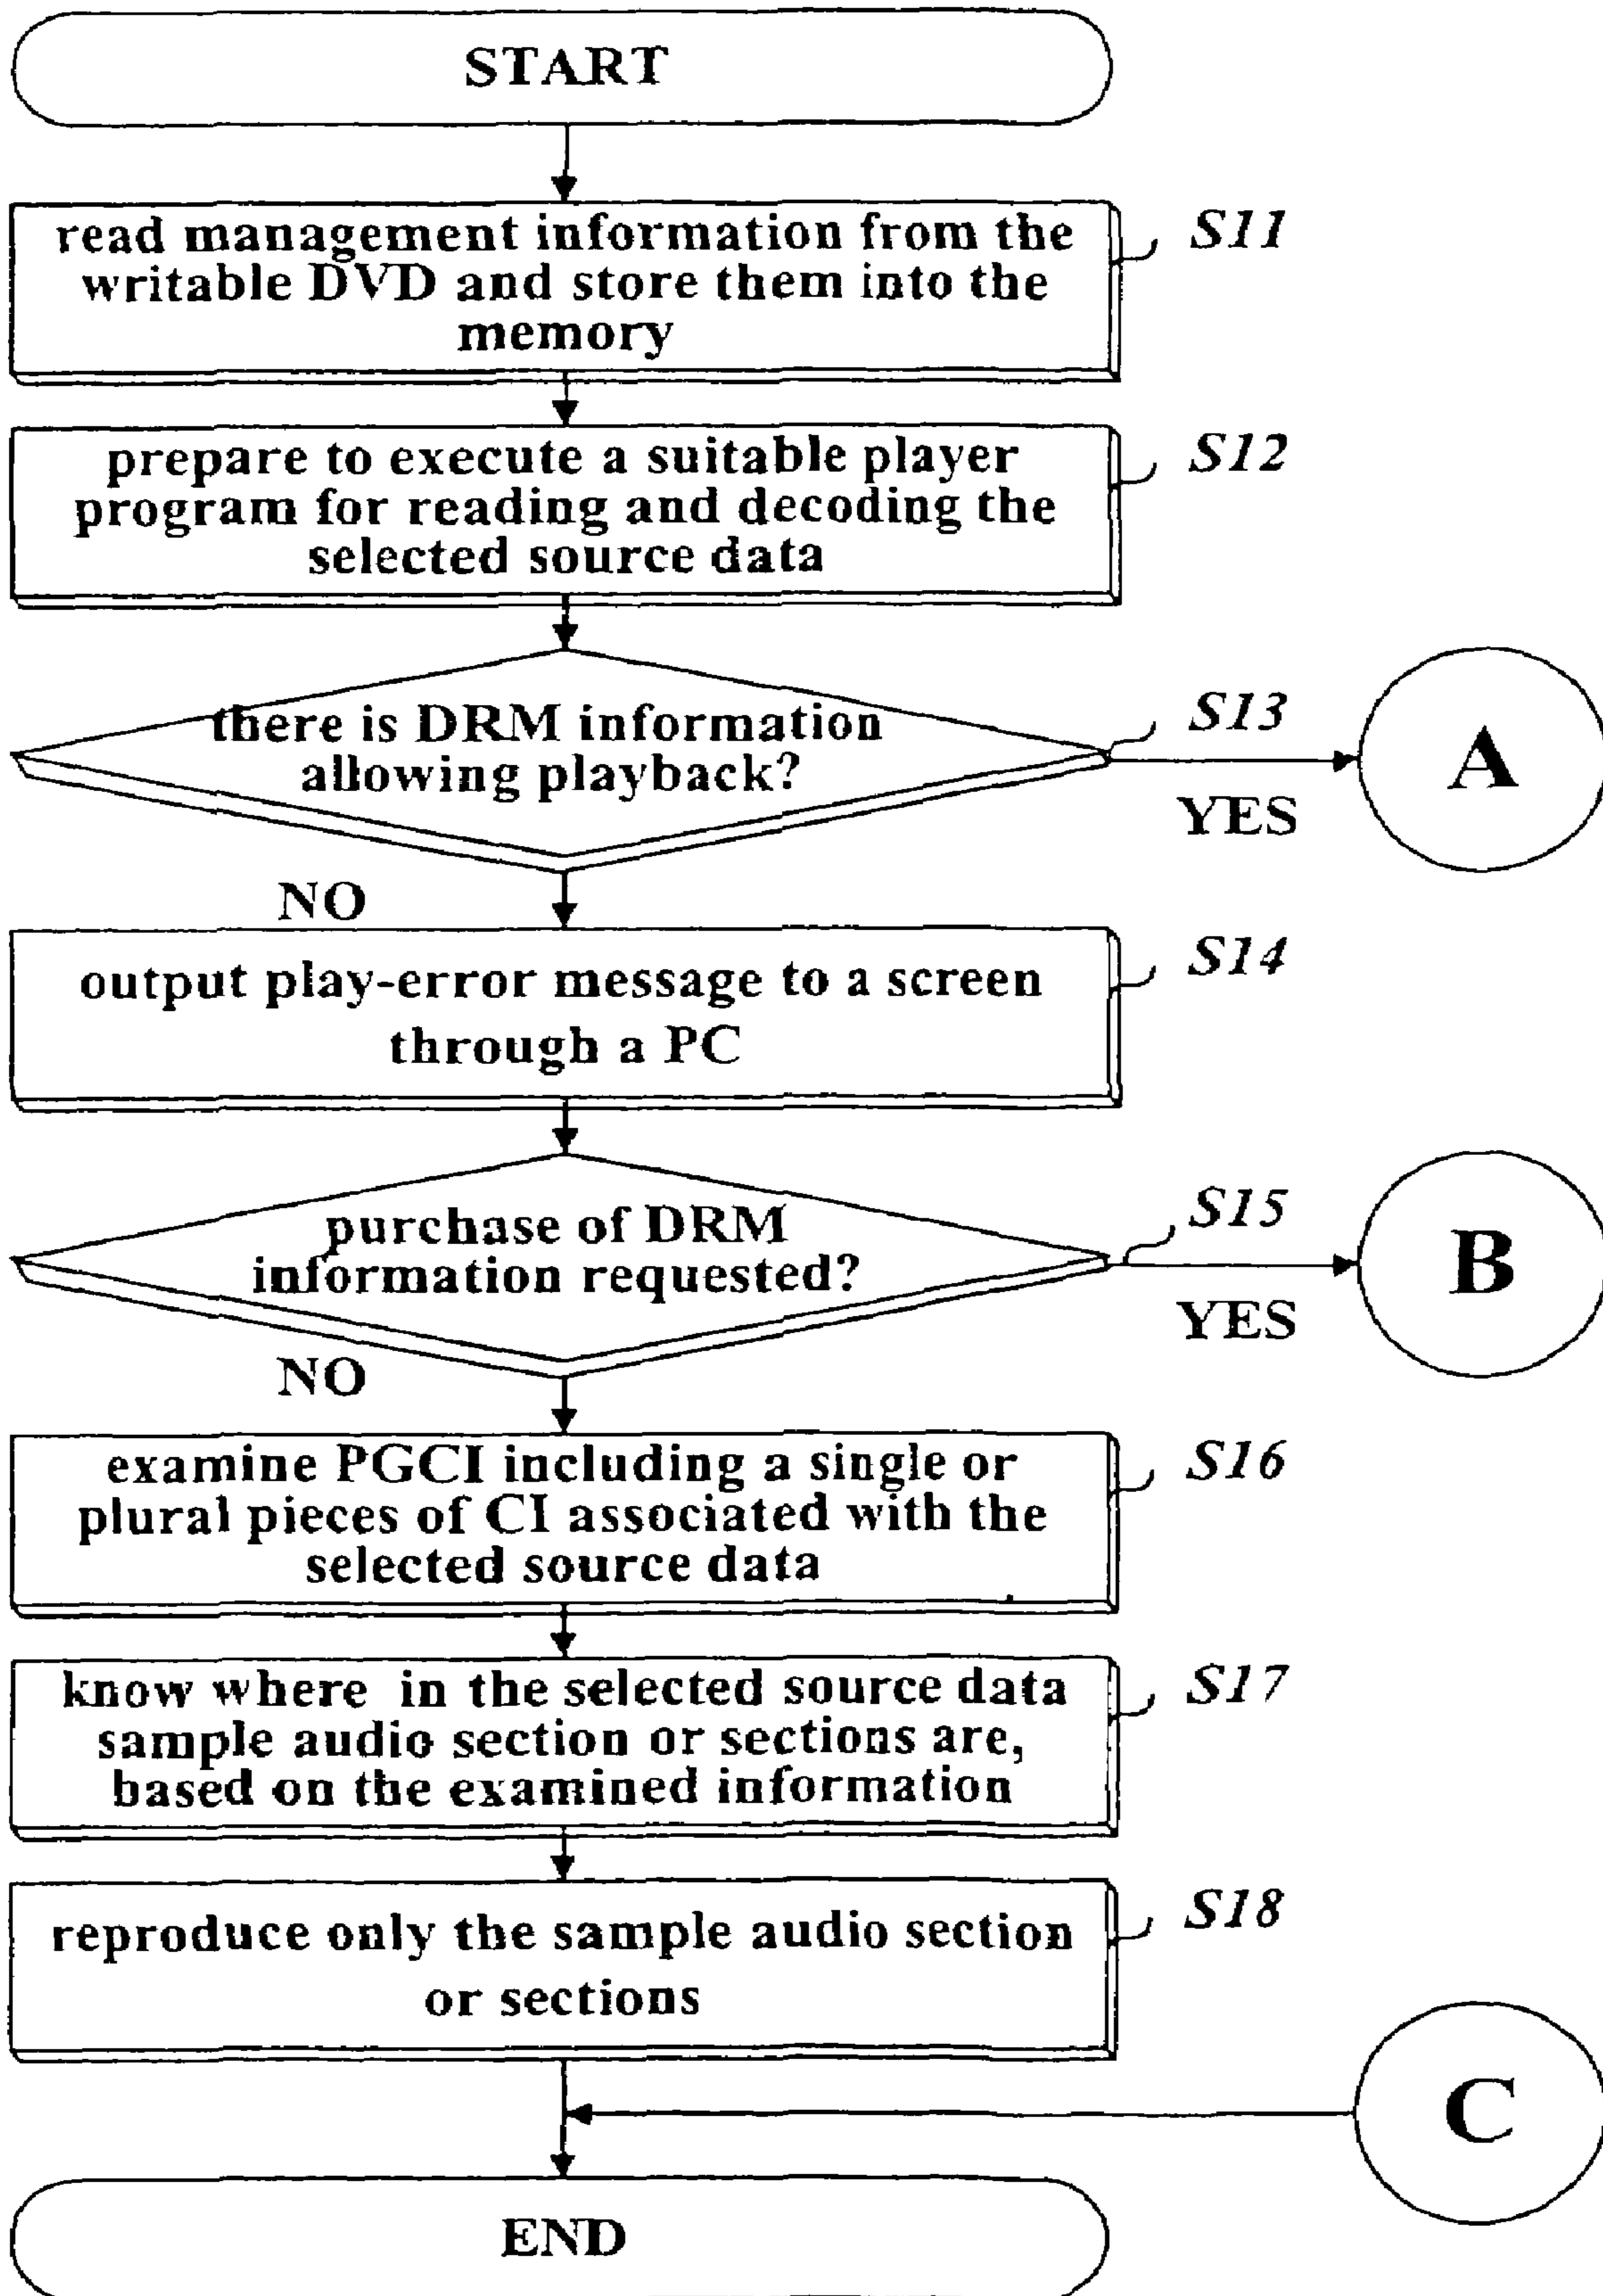 START
read management information from the
writable DVD and store them into the
memory
S11
prepare to execute a suitable player
program for reading and decoding the
selected source data
S12
there is DRM information
allowing playback?
S13
YES
A
NO
output play-error message to a screen
through a PC
S14
purchase of DRM
information requested?
S15
YES
B
NO
examine PGCI including a single or
plural pieces of CI associated with the
selected source data
S16
know where in the selected source data
sample audio section or sections are,
based on the examined information
S17
reproduce only the sample audio section
or sections
S18
C
END